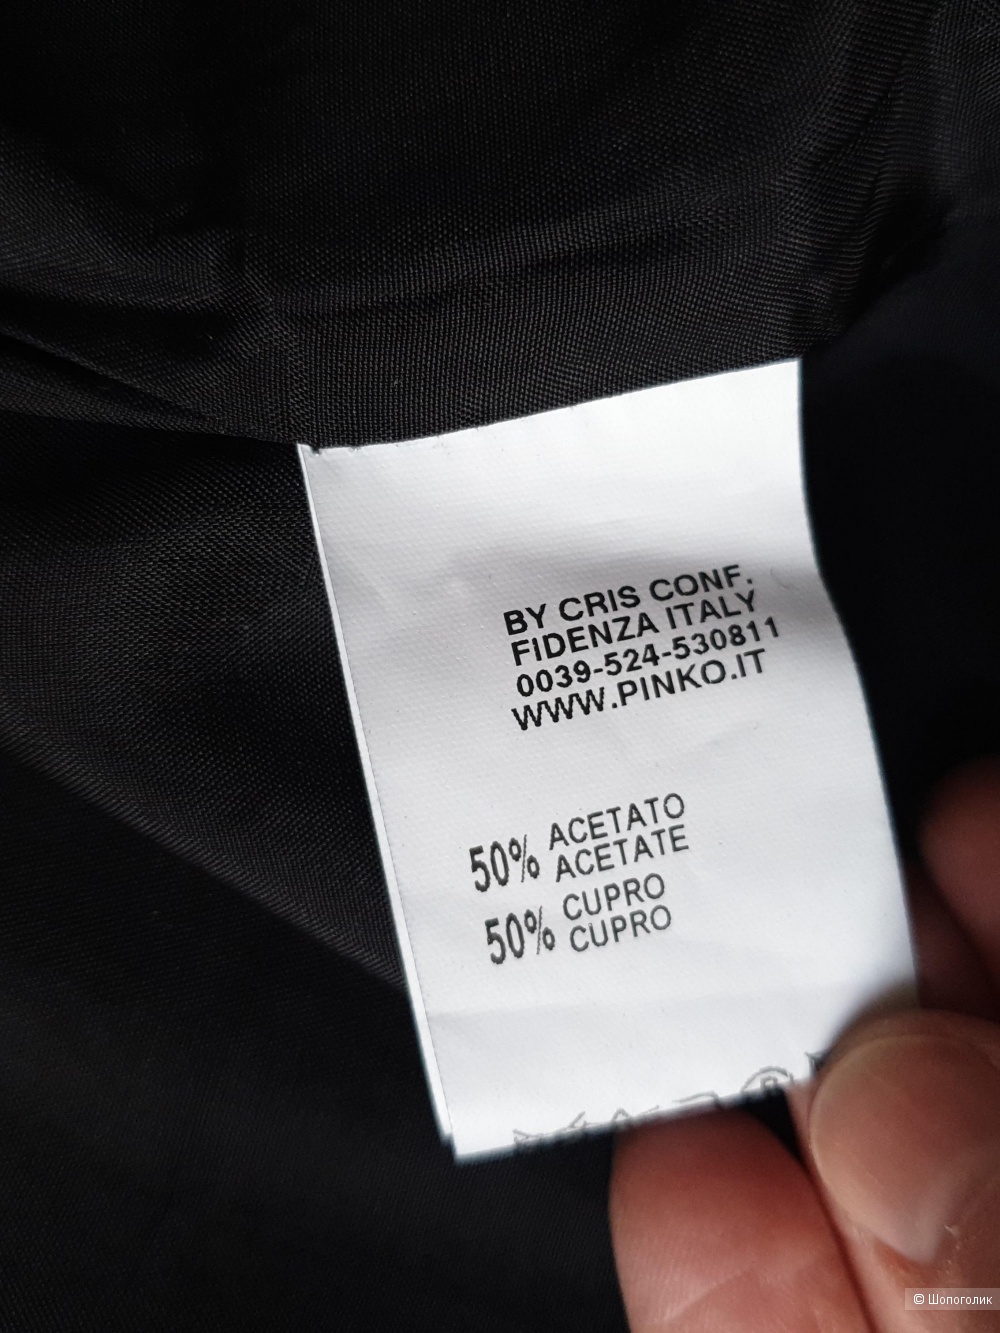 BY CRIS CONF.
FIDENZA ITALY
0039-524-530811
WWW.PINKO.IT
50% ACETATO
ACETATE
50% CUPRO
CUPRO
© Шопоголик